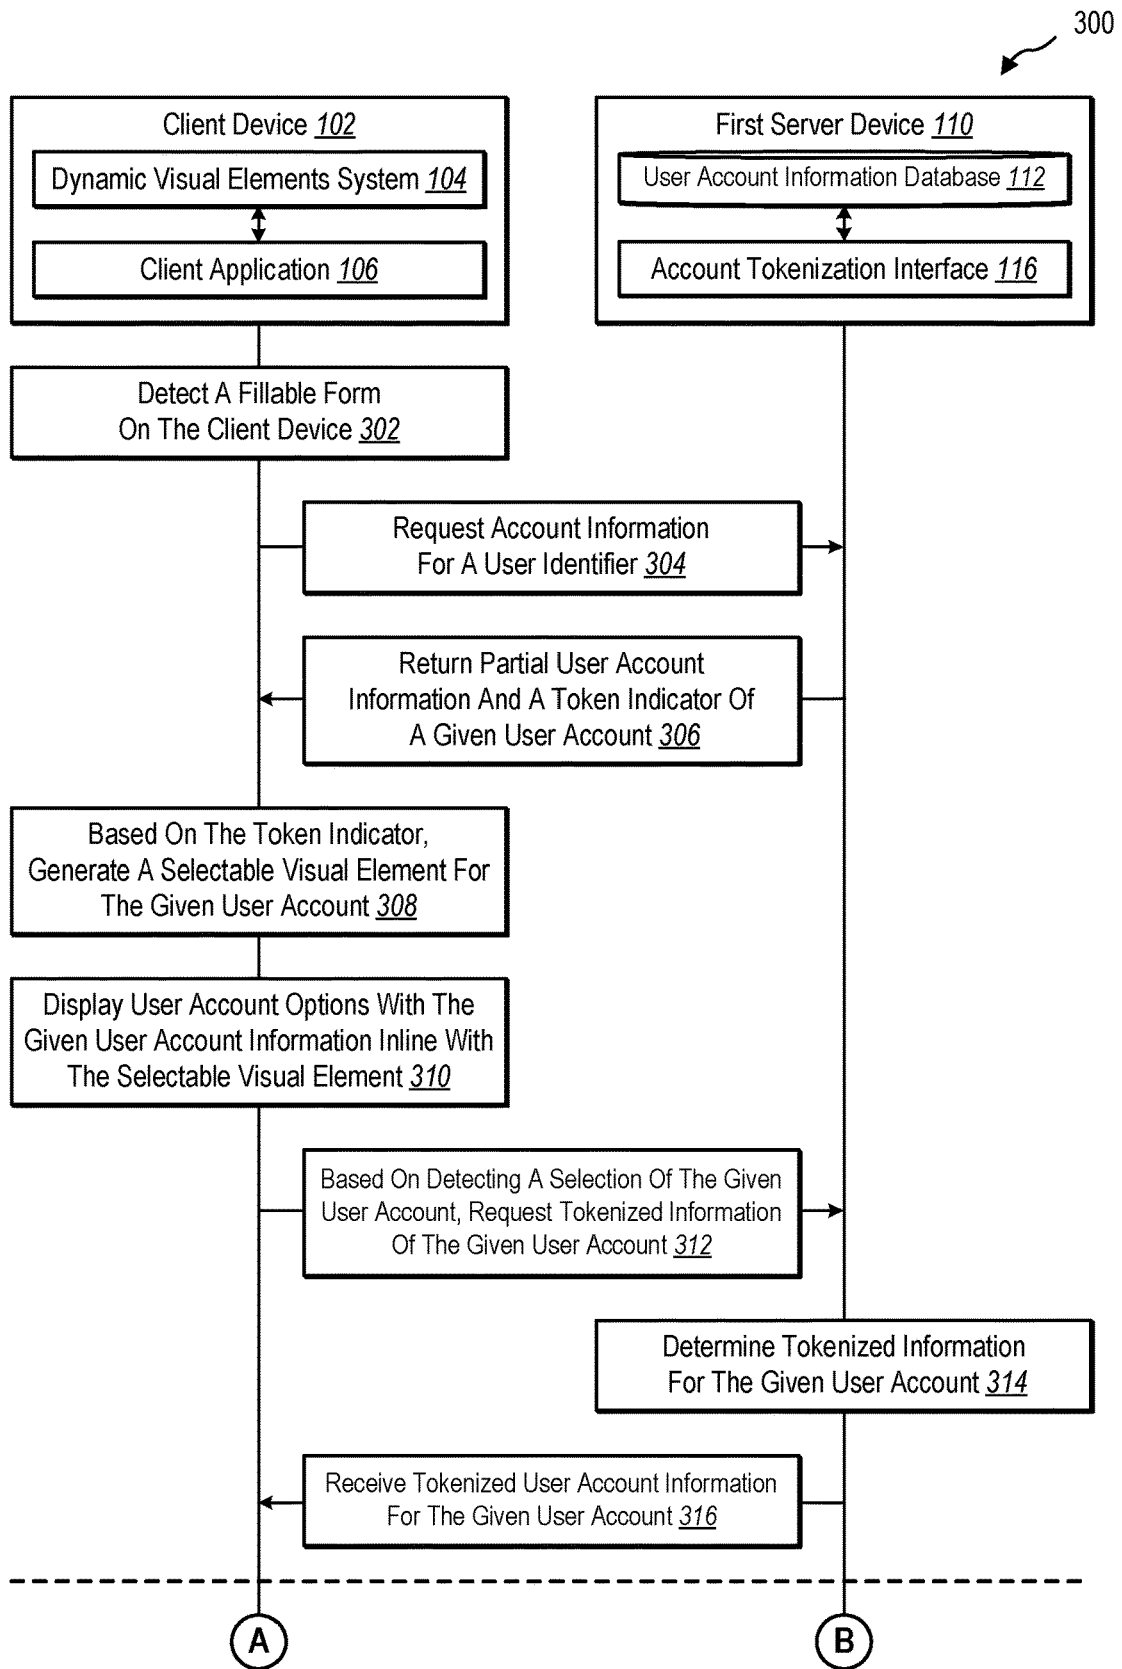 300
Client Device 102
Dynamic Visual Elements System 104
Client Application 106
First Server Device 110
User Account Information Database 112
Account Tokenization Interface 116
Detect A Fillable Form
On The Client Device 302
Request Account Information
For A User Identifier 304
Return Partial User Account
Information And A Token Indicator Of
A Given User Account 306
Based On The Token Indicator,
Generate A Selectable Visual Element For
The Given User Account 308
Display User Account Options With The
Given User Account Information Inline With
The Selectable Visual Element 310
Based On Detecting A Selection Of The Given
User Account, Request Tokenized Information
Of The Given User Account 312
Determine Tokenized Information
For The Given User Account 314
Receive Tokenized User Account Information
For The Given User Account 316
A
B